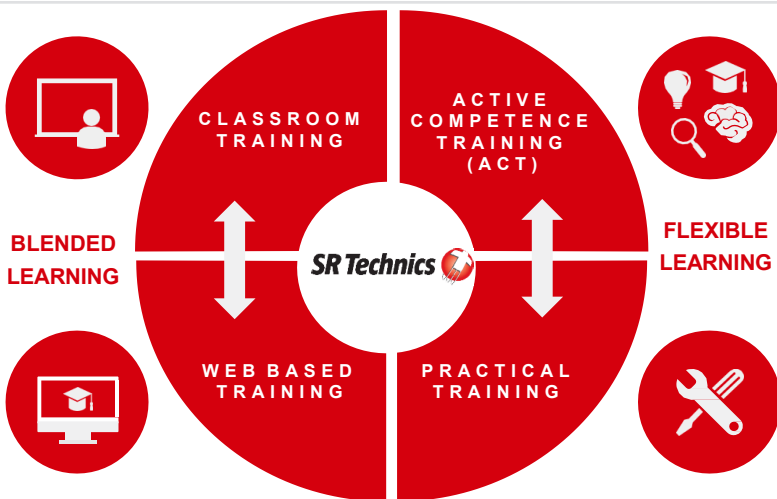 CLASSROOM
TRAINING
ACTIVE
COMPETENCE
TRAINING
(ACT)
BLENDED
LEARNING
SR Technics
FLEXIBLE
LEARNING
WEB BASED
TRAINING
PRACTICAL
TRAINING